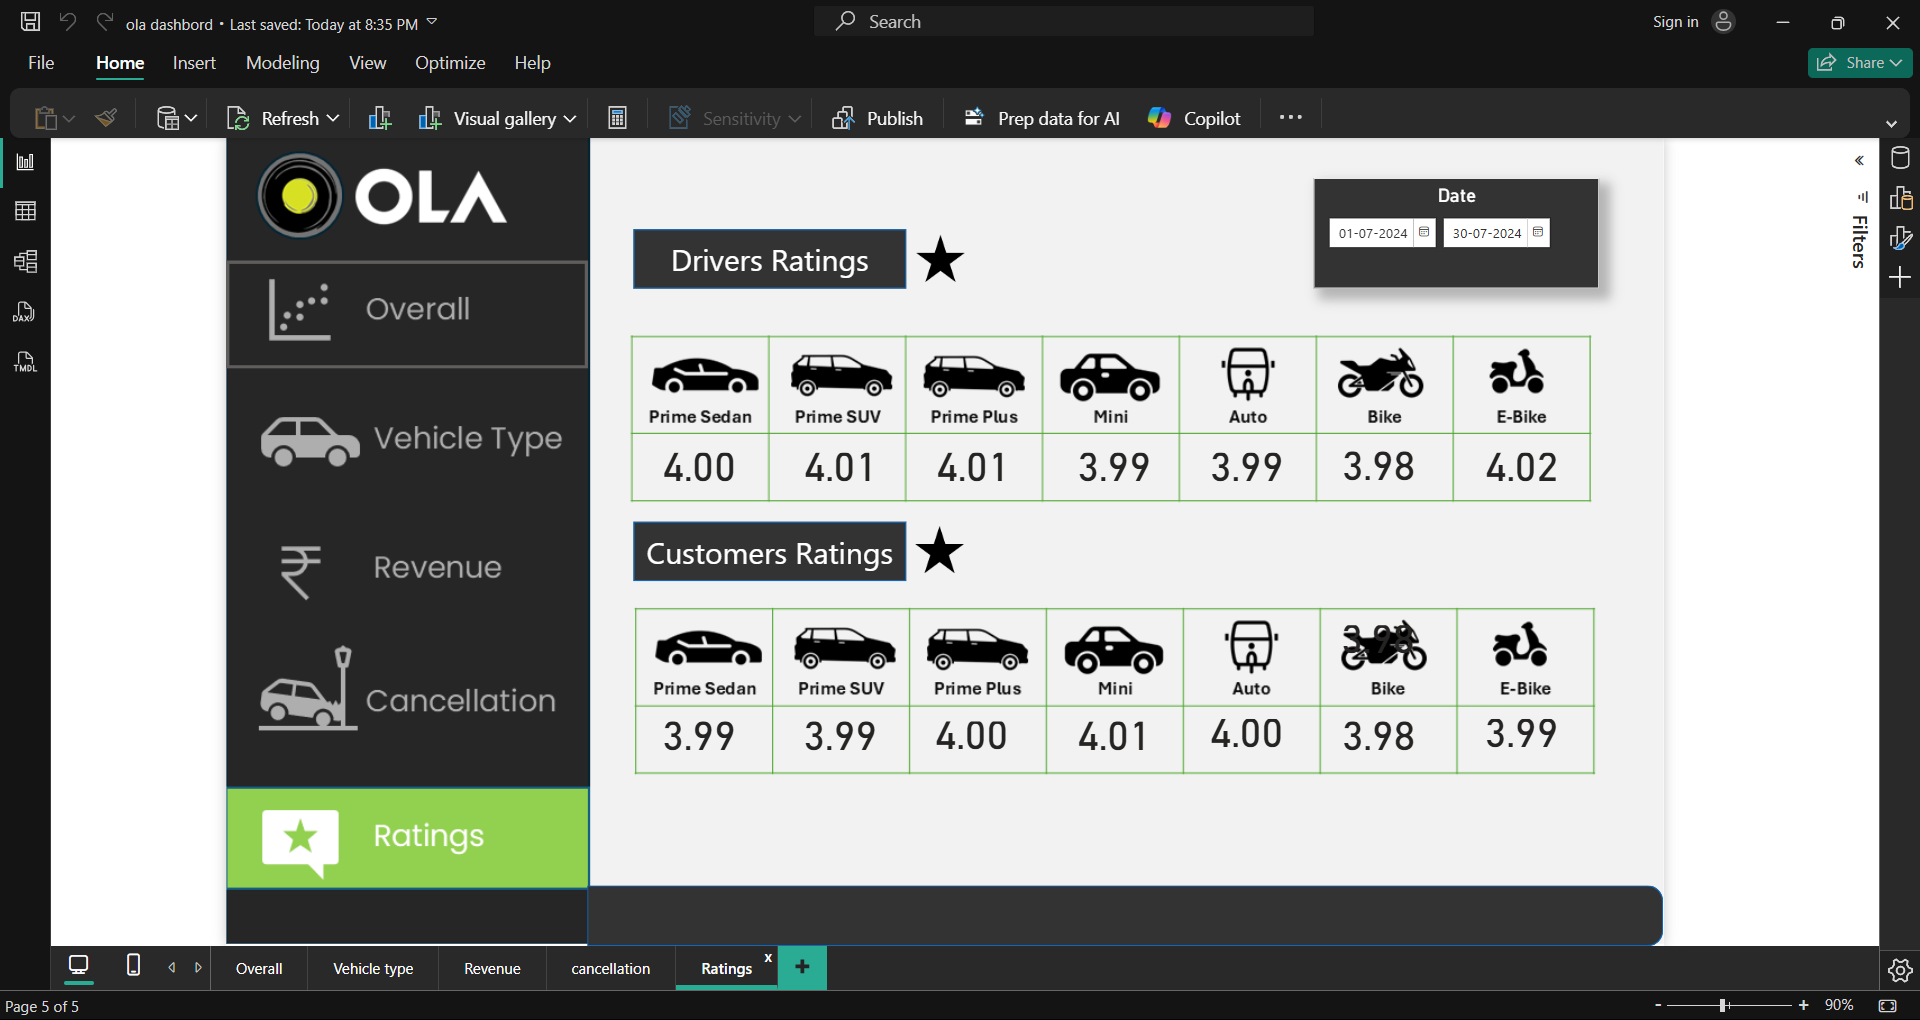 ola dashbord • Last saved: Today at 8:35 PM
Search
Sign in
File Home Insert Modeling View Optimize Help
Share
Refresh
Visual gallery
Sensitivity
Publish
Prep data for AI
Copilot
DAX
TMDL
OLA
Overall
Vehicle Type
Revenue
Cancellation
Ratings
Date
01-07-2024 30-07-2024
Drivers Ratings
Prime Sedan Prime SUV Prime Plus Mini Auto Bike E-Bike
4.00 4.01 4.01 3.99 3.99 3.98 4.02
Customers Ratings
3.98
Prime Sedan Prime SUV Prime Plus Mini Auto Bike E-Bike
3.99 3.99 4.00 4.01 4.00 3.98 3.99
Filters
Overall Vehicle type Revenue cancellation Ratings x
Page 5 of 5
- + 90%